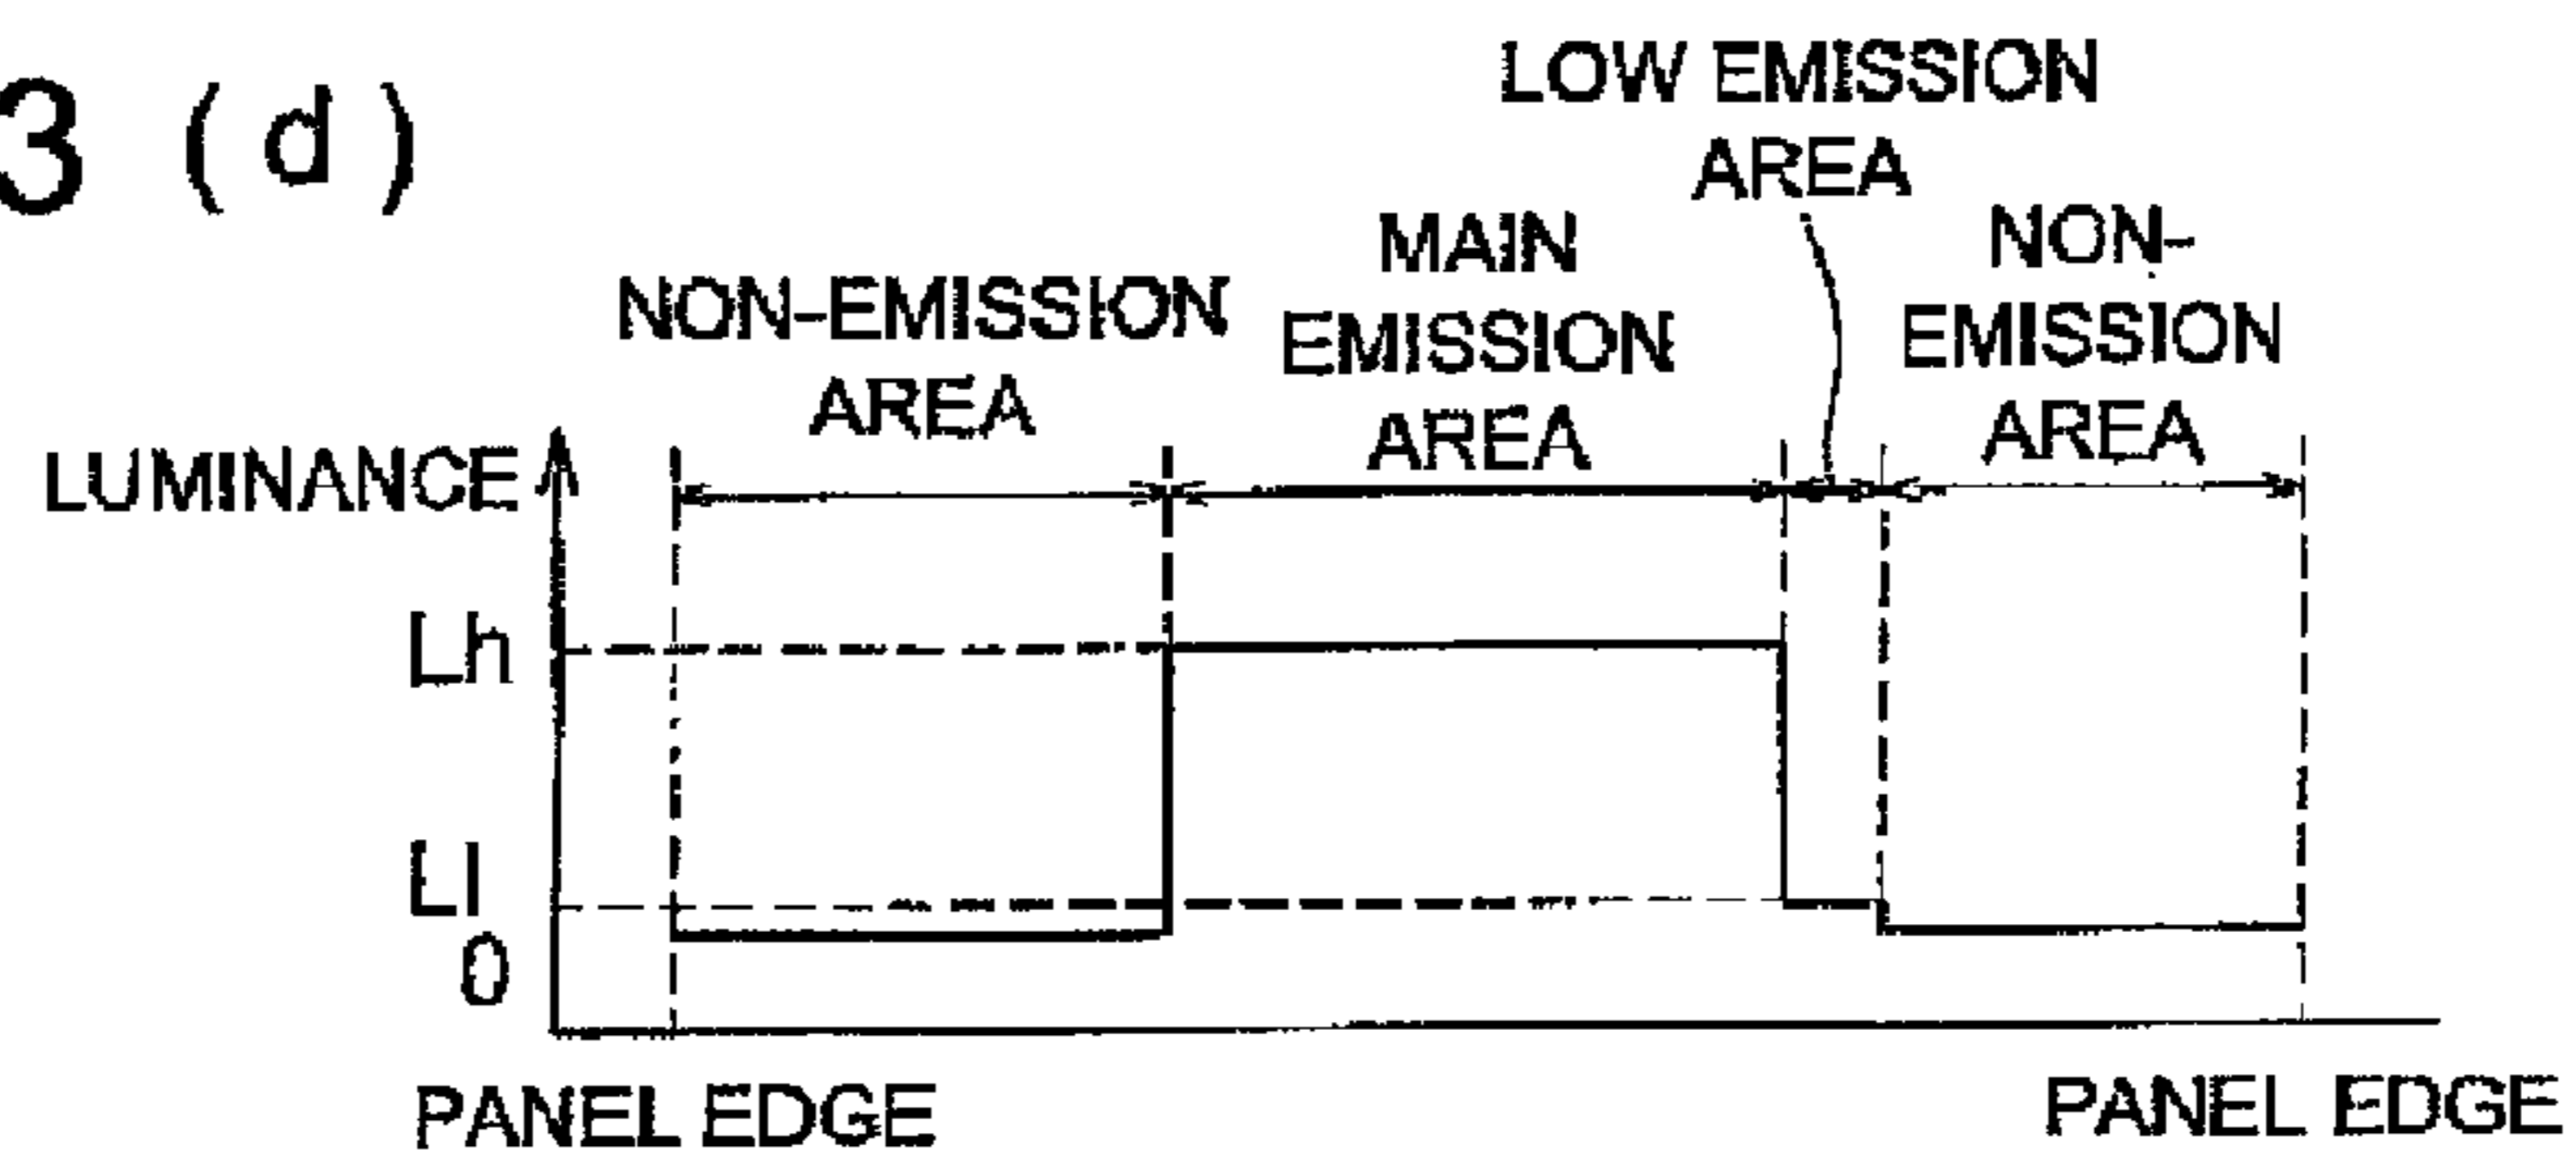 3 (d)
LOW EMISSION
AREA
NON-EMISSION
AREA
MAIN
EMISSION
AREA
NON-
EMISSION
AREA
LUMINANCE
Lh
Ll
0
PANEL EDGE
PANEL EDGE